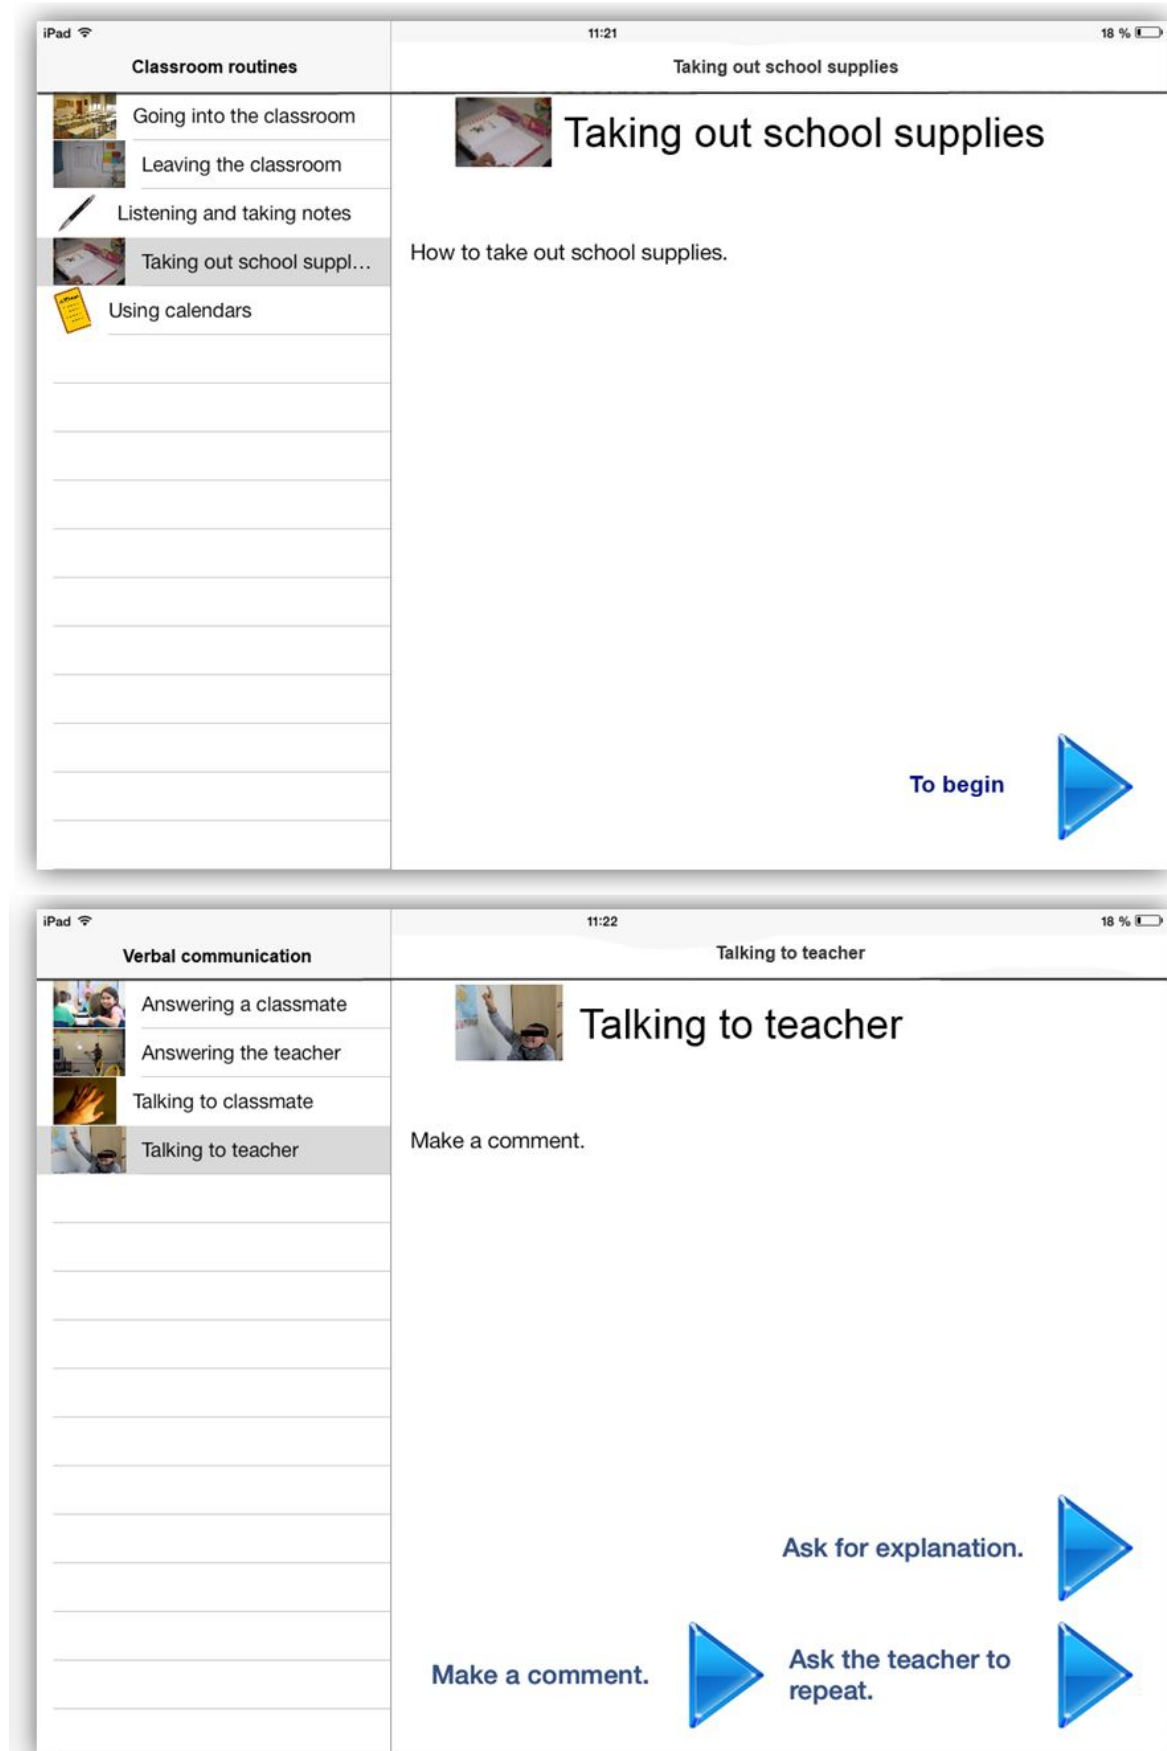 iPad 11:21 18 %
Classroom routines
Taking out school supplies
Going into the classroom
Leaving the classroom
Listening and taking notes
Taking out school suppl...
Using calendars
Taking out school supplies
How to take out school supplies.
To begin
iPad 11:22 18 %
Verbal communication
Talking to teacher
Answering a classmate
Answering the teacher
Talking to classmate
Talking to teacher
Talking to teacher
Make a comment.
Ask for explanation.
Make a comment.
Ask the teacher to
repeat.